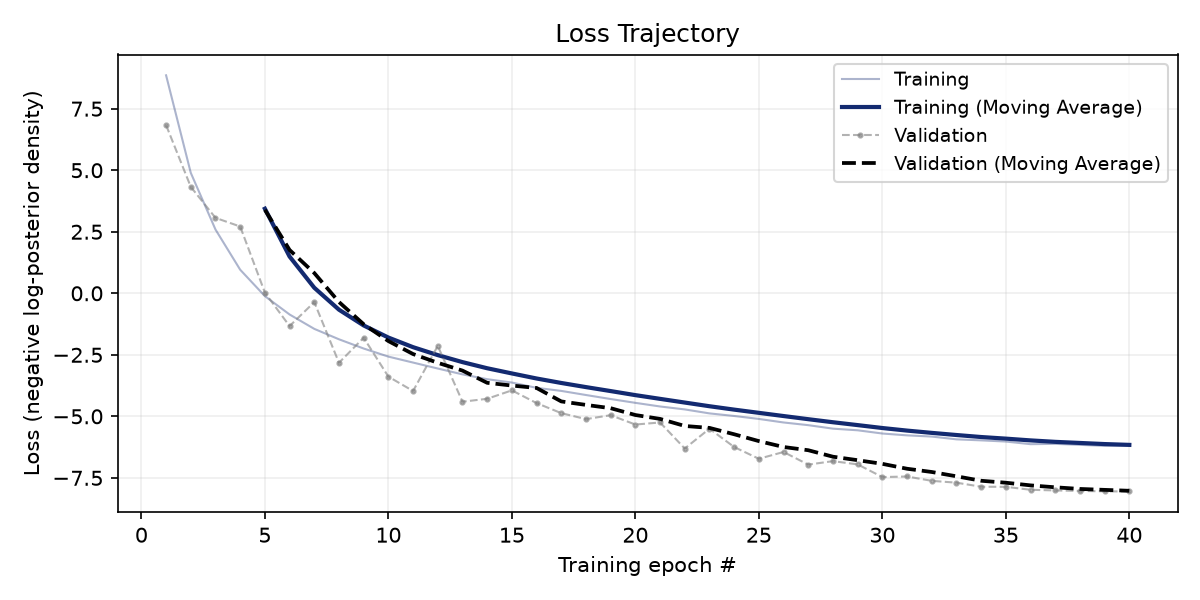 Loss Trajectory
Loss (negative log-posterior density)
7.5
5.0
2.5
0.0
−2.5
−5.0
−7.5
Training
Training (Moving Average)
Validation
Validation (Moving Average)
0 5 10 15 20 25 30 35 40
Training epoch #